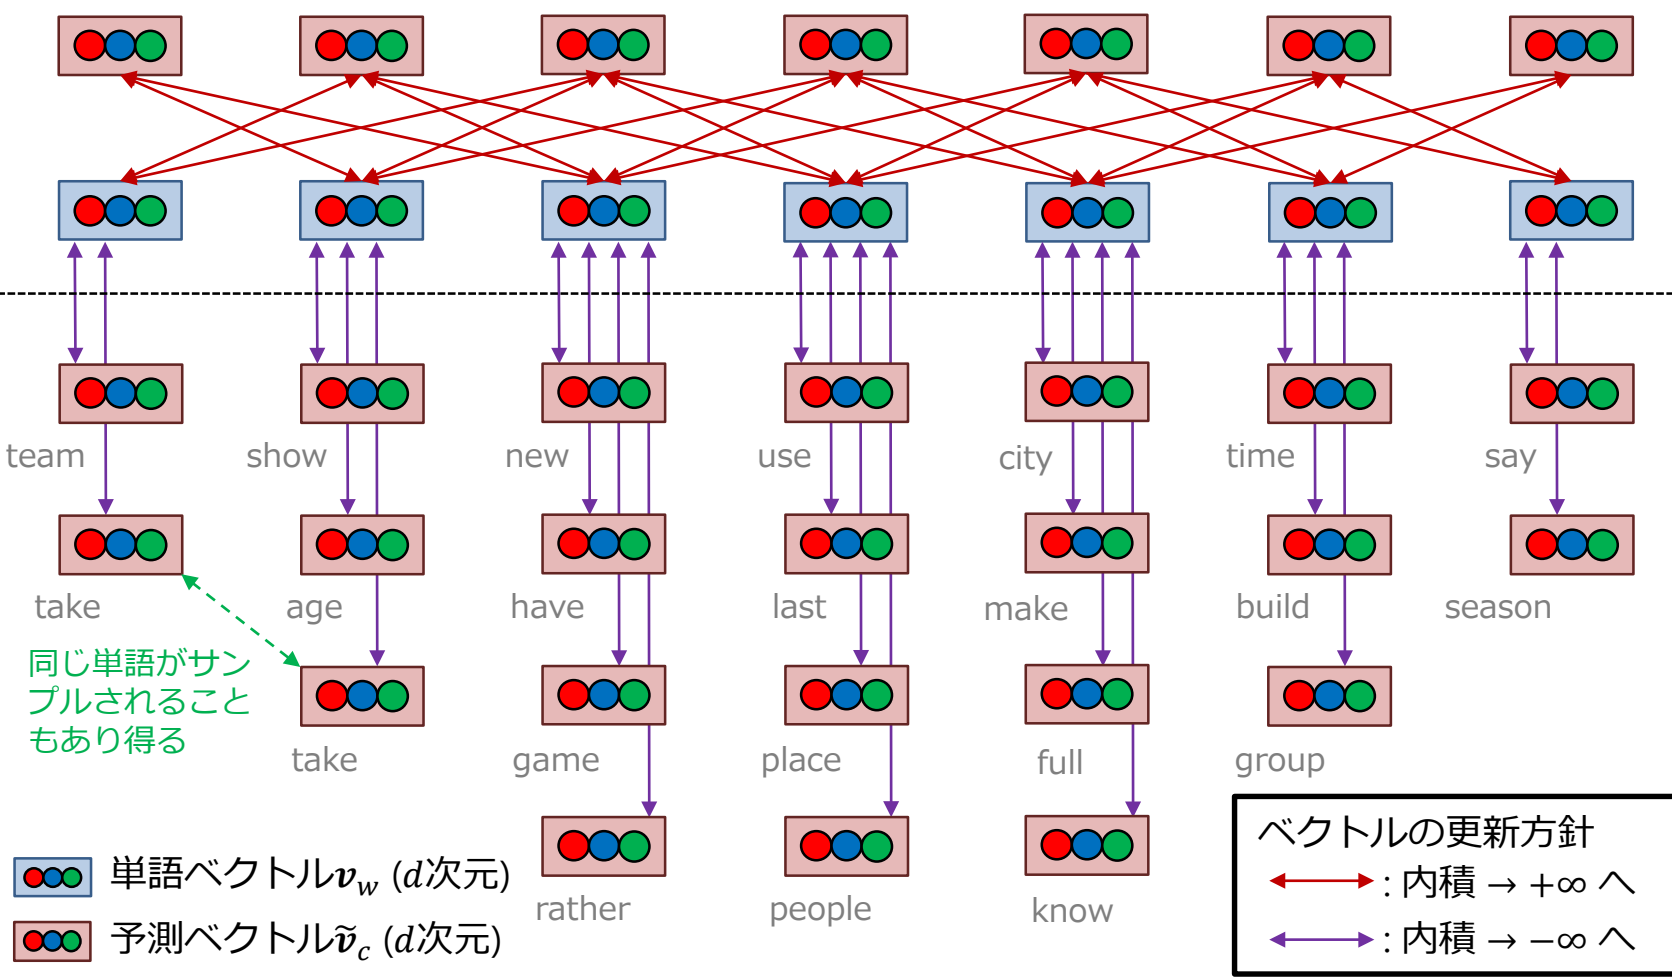 team show new use city time say
take age have last make build season
同じ単語がサン
プルされること
もあり得る
take game place full group
rather people know
単語ベクトル𝒗_w (d次元)
予測ベクトル𝒗̃_c (d次元)
ベクトルの更新方針
: 内積 → +∞ へ
: 内積 → −∞ へ